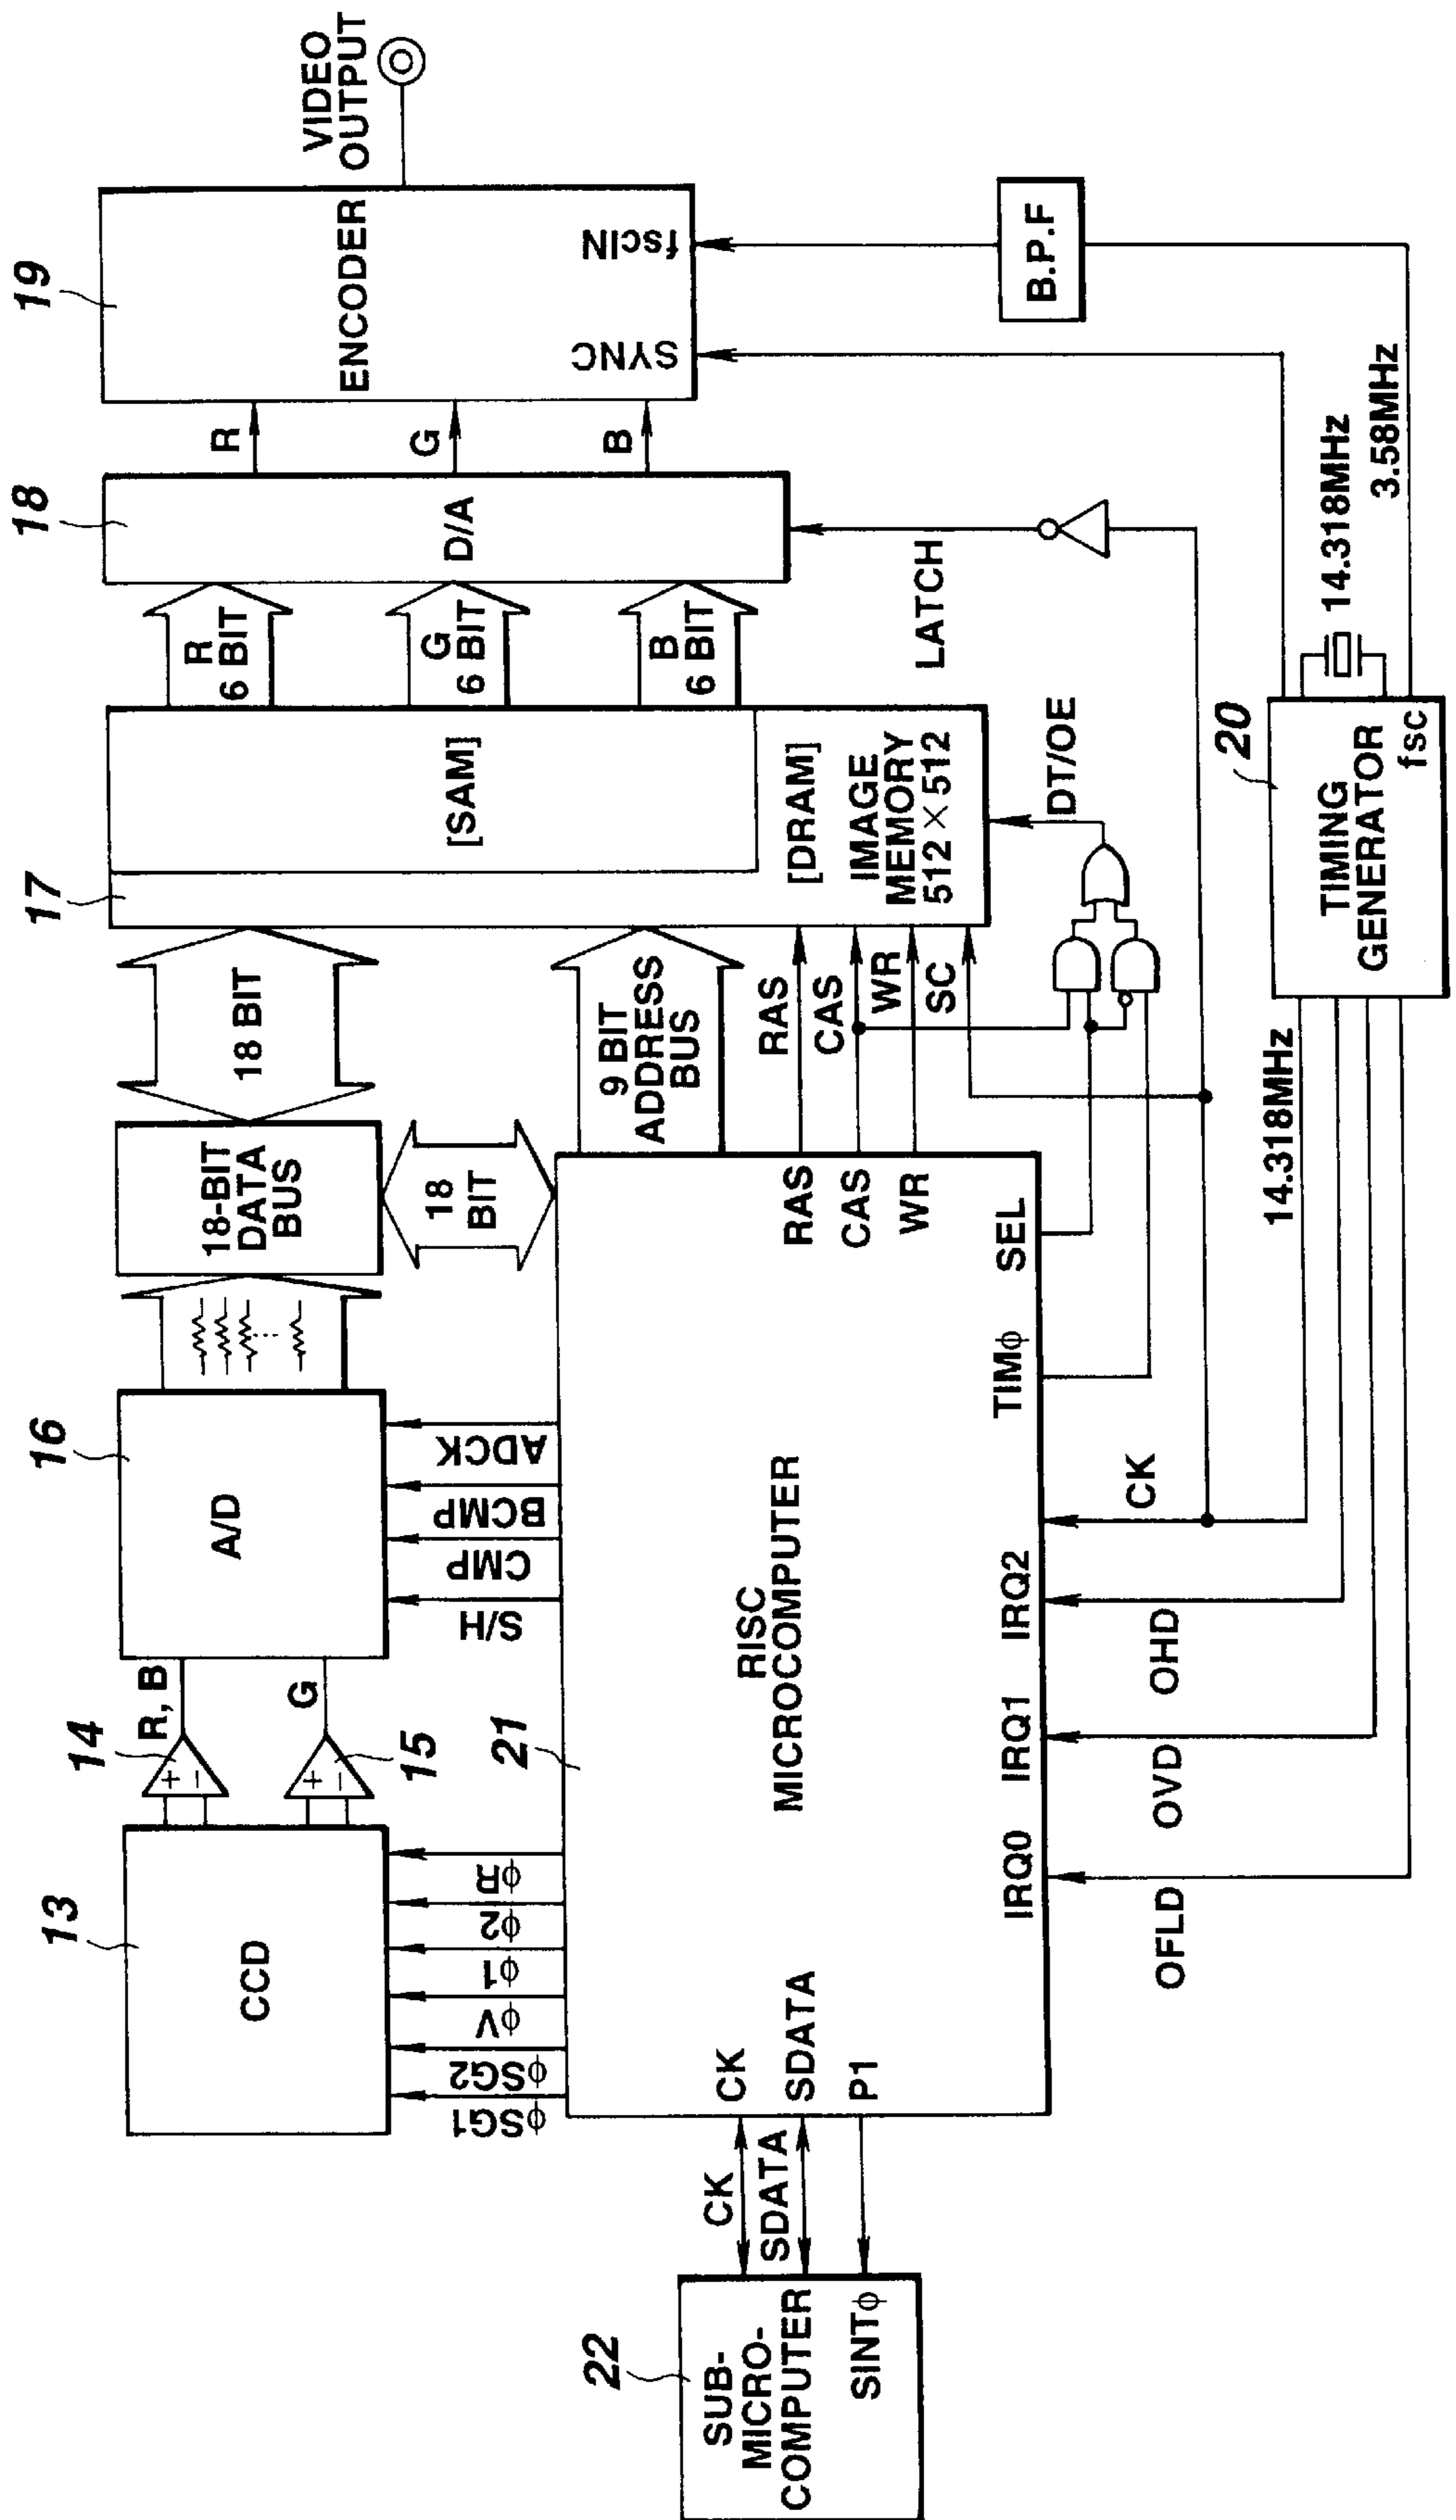 13
CCD
14
15
R, B
G
16
A/D
18-BIT
DATA
BUS
18 BIT
18
BIT
17
[SAM]
[DRAM]
IMAGE
MEMORY
512×512
R
6 BIT
G
6 BIT
B
6 BIT
18
D/A
R
G
B
19
ENCODER
SYNC
fscIN
VIDEO
OUTPUT
φSG1
φSG2
φV
φ1
φ2
φR
S/H
CMP
BCMP
ADCK
9 BIT
ADDRESS
BUS
RAS
CAS
WR
SC
RAS
CAS
WR
DT/OE
LATCH
B.P.F
21
RISC
MICROCOMPUTER
CK
SDATA
P1
CK
SDATA
22
SUB-
MICRO-
COMPUTER
SINTφ
IRQ0
IRQ1
IRQ2
TIMφ
SEL
OFLD
OVD
OHD
CK
14.318MHz
20
TIMING
GENERATOR
fsc
14.318MHz
3.58MHz